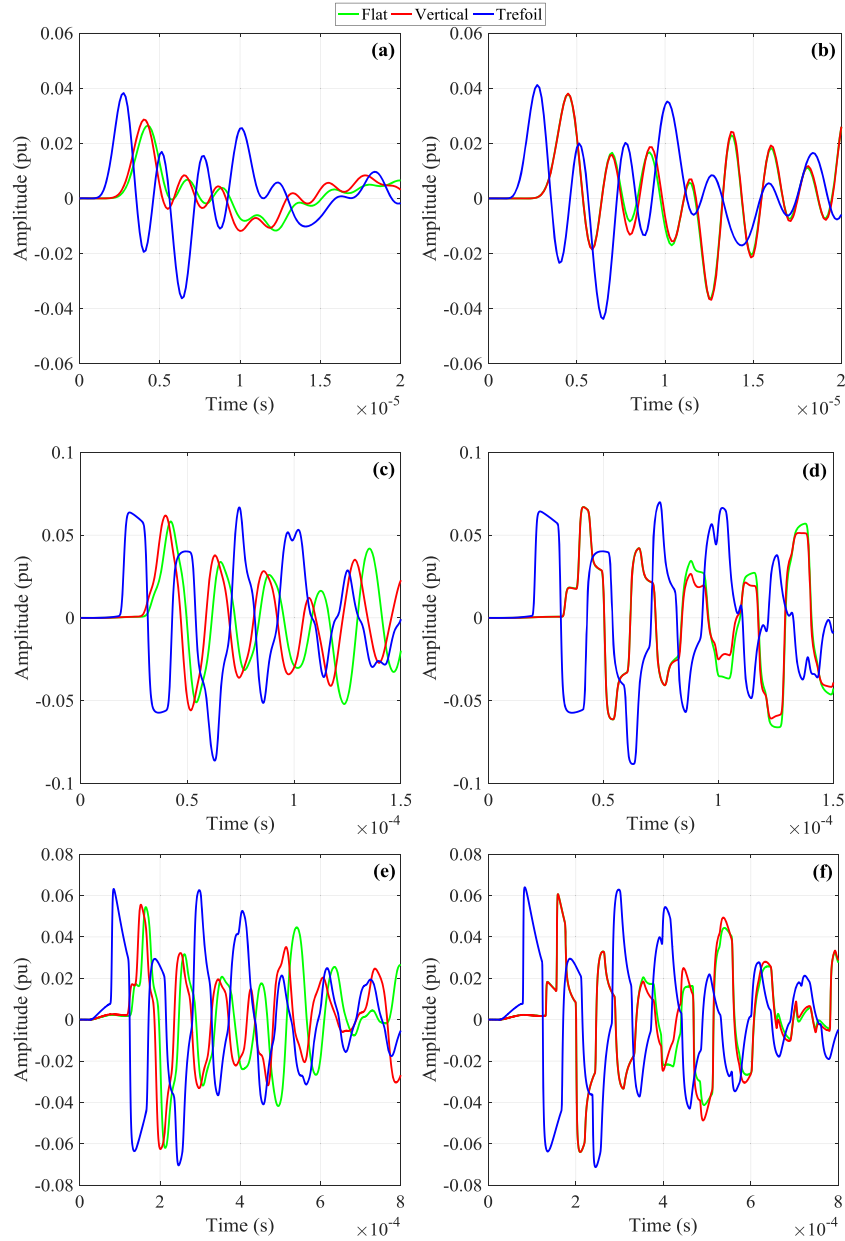 Flat Vertical Trefoil
(a)
0.06
0.04
0.02
0
-0.02
-0.04
-0.06
Amplitude (pu)
0 0.5 1 1.5 2
Time (s)
×10⁻⁵
(b)
0.06
0.04
0.02
0
-0.02
-0.04
-0.06
Amplitude (pu)
0 0.5 1 1.5 2
Time (s)
×10⁻⁵
(c)
0.1
0.05
0
-0.05
-0.1
Amplitude (pu)
0 0.5 1 1.5
Time (s)
×10⁻⁴
(d)
0.1
0.05
0
-0.05
-0.1
Amplitude (pu)
0 0.5 1 1.5
Time (s)
×10⁻⁴
(e)
0.08
0.06
0.04
0.02
0
-0.02
-0.04
-0.06
-0.08
Amplitude (pu)
0 2 4 6 8
Time (s)
×10⁻⁴
(f)
0.08
0.06
0.04
0.02
0
-0.02
-0.04
-0.06
-0.08
Amplitude (pu)
0 2 4 6 8
Time (s)
×10⁻⁴